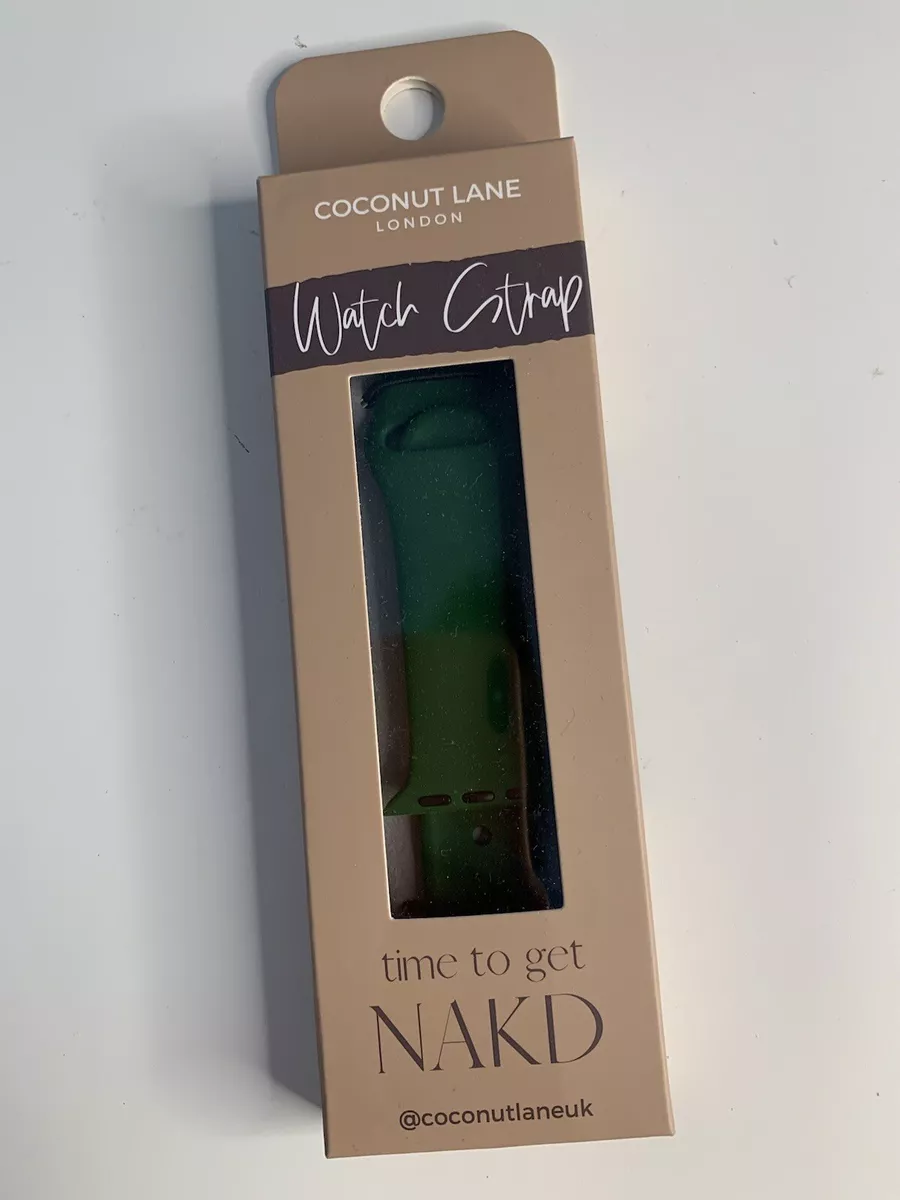 COCONUT LANE
LONDON
Watch Strap
time to get
NAKD
@coconutlaneuk